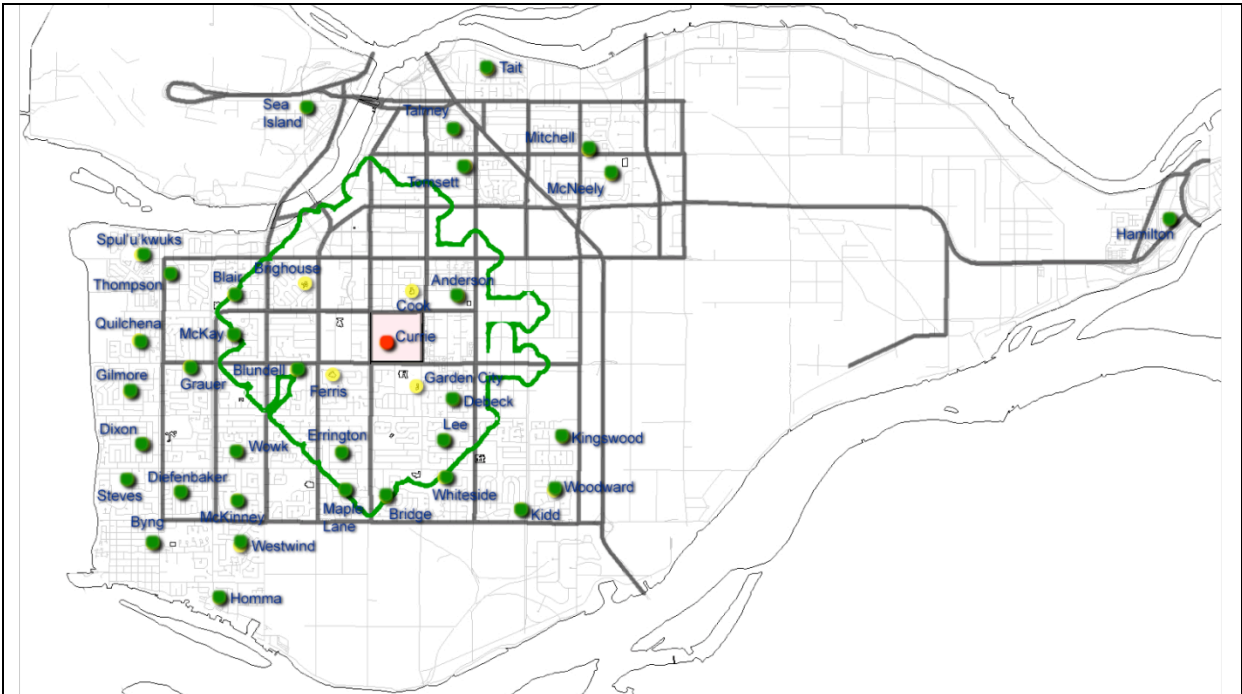 Tait
Sea
Island
Talmey
Mitchell
Tomsett
McNeely
Hamilton
Spul'u'kwuks
Thompson
Blair
Brighouse
Anderson
Cook
Quilchena
McKay
Currie
Gilmore
Grauer
Blundell
Ferris
Garden City
Debeck
Dixon
Wowk
Errington
Lee
Kingswood
Steves
Diefenbaker
McKinney
Maple
Lane
Bridge
Whiteside
Woodward
Kidd
Byng
Westwind
Homma